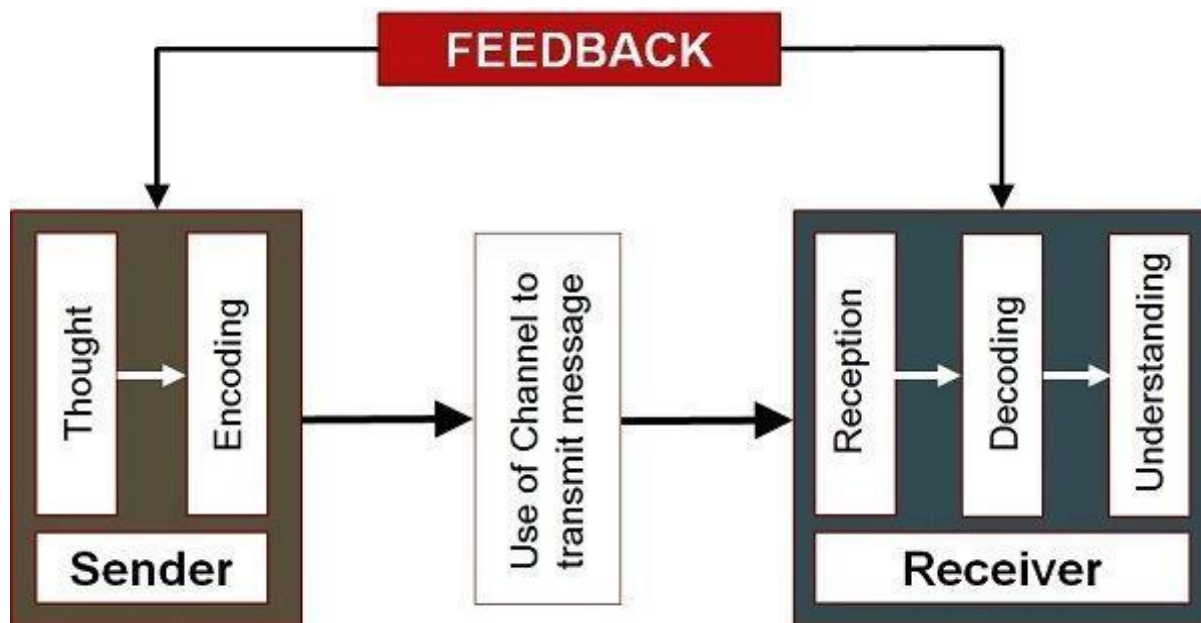 FEEDBACK
Thought
Encoding
Sender
Use of Channel to
transmit message
Reception
Decoding
Understanding
Receiver